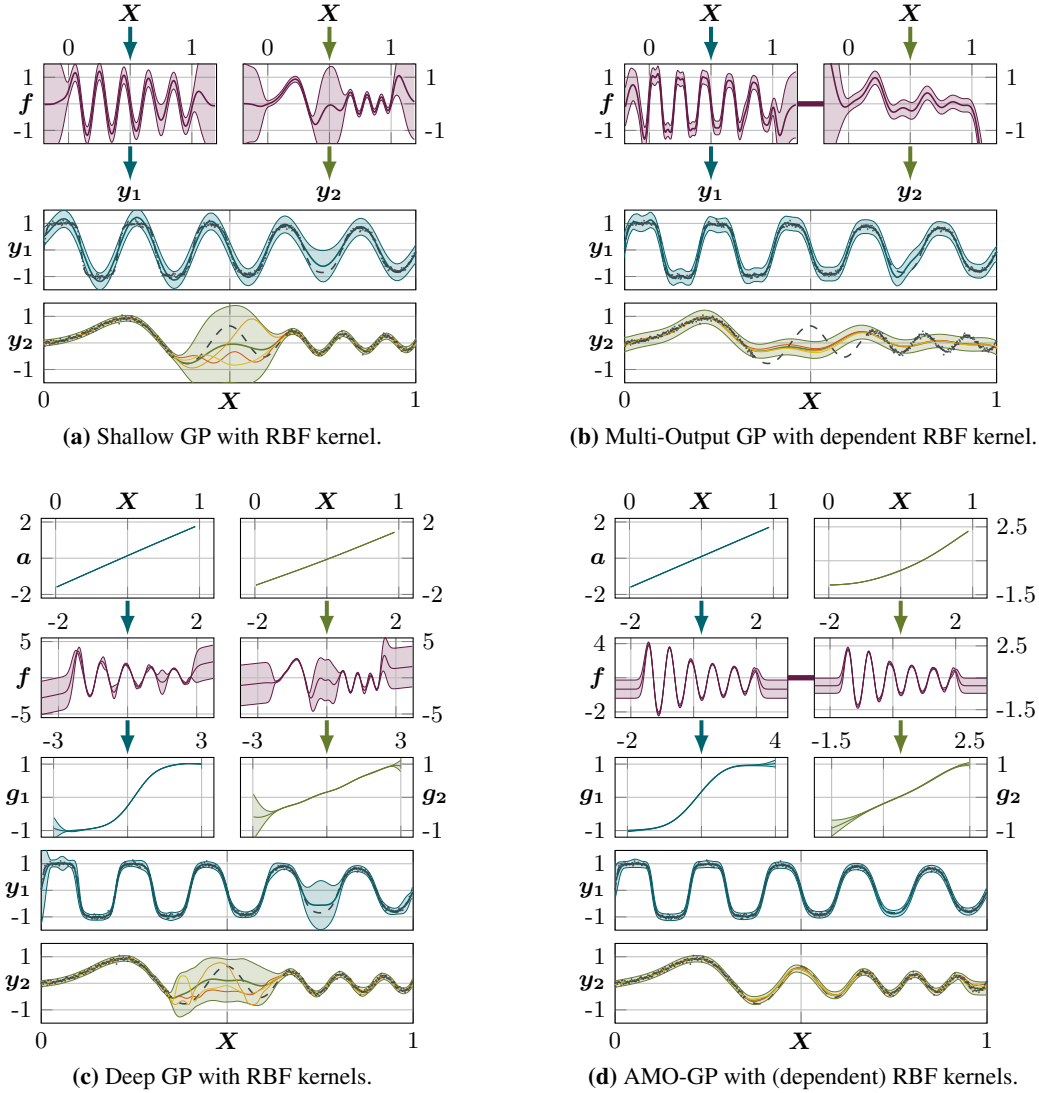 X X X X
0 1 0 1 0 1 0 1
1 1 1 1
f f
-1 -1 -1 -1
y1 y2 y1 y2
1 1
y1 y1
-1 -1
1 1
y2 y2
-1 -1
0 X 1 0 X 1
(a) Shallow GP with RBF kernel. (b) Multi-Output GP with dependent RBF kernel.
0 X 1 0 X 1 0 X 1 0 X 1
2 2 2 2.5
a a
-2 -2 -2 -1.5
-2 2 -2 2 -2 2 -2 2
5 5 4 2.5
f f
-5 -5 -2 -1.5
-3 3 -3 3 -2 4 -1.5 2.5
1 1 1 1
g1 g2 g1 g2
-1 -1 -1 -1
1 1
y1 y1
-1 -1
1 1
y2 y2
-1 -1
0 X 1 0 X 1
(c) Deep GP with RBF kernels. (d) AMO-GP with (dependent) RBF kernels.